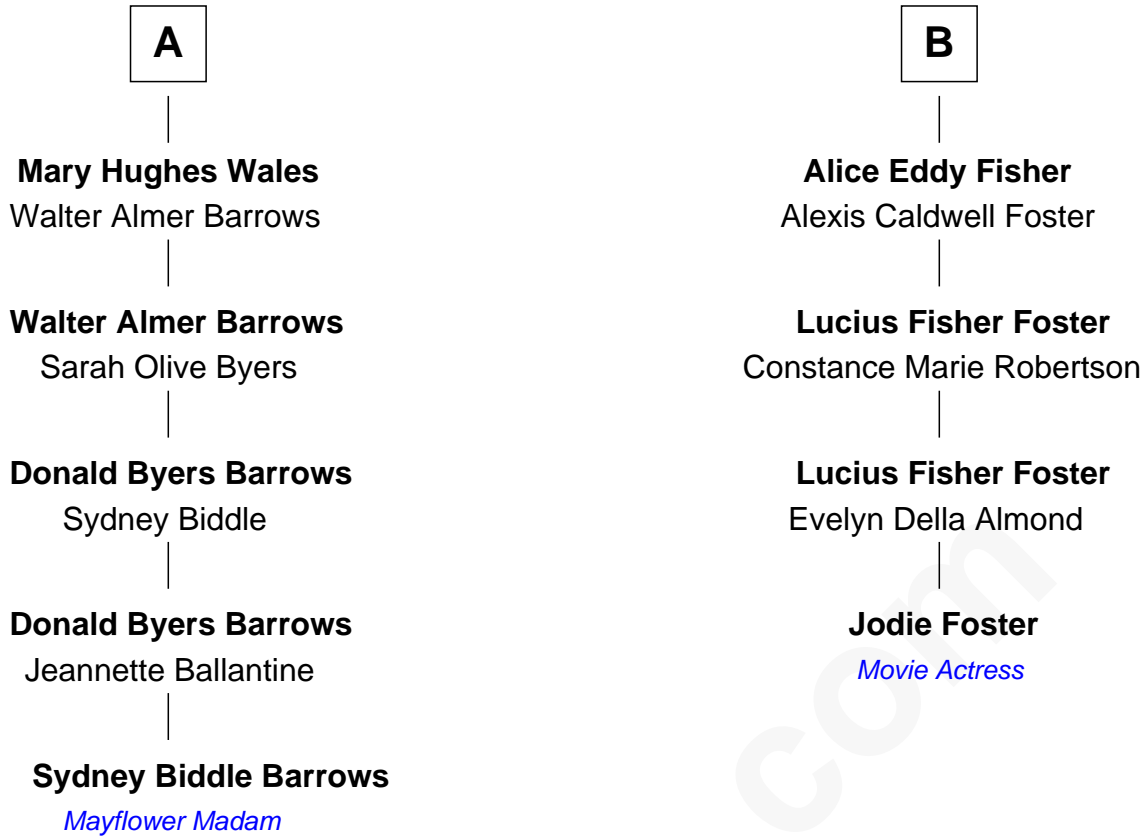 A
Mary Hughes Wales
Walter Almer Barrows
Walter Almer Barrows
Sarah Olive Byers
Donald Byers Barrows
Sydney Biddle
Donald Byers Barrows
Jeannette Ballantine
Sydney Biddle Barrows
Mayflower Madam
B
Alice Eddy Fisher
Alexis Caldwell Foster
Lucius Fisher Foster
Constance Marie Robertson
Lucius Fisher Foster
Evelyn Della Almond
Jodie Foster
Movie Actress
com